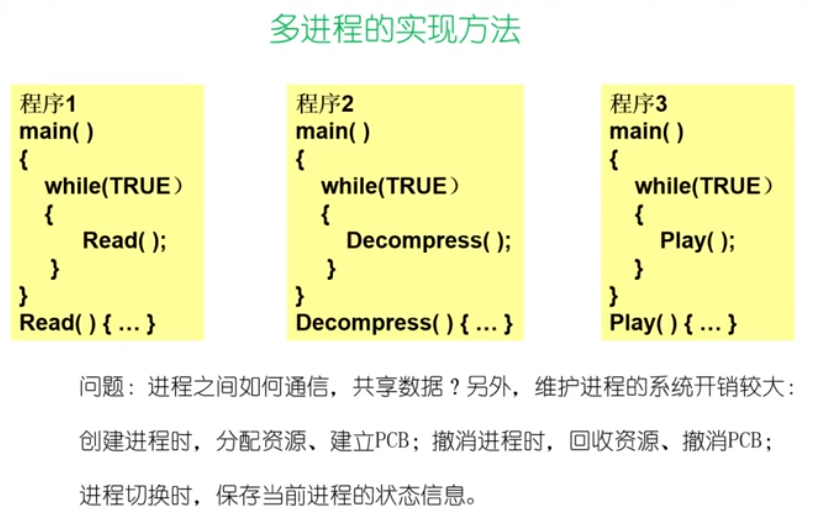 多进程的实现方法
程序1
main( )
{
while(TRUE）
{
Read( );
}
}
Read( ) { … }
程序2
main( )
{
while(TRUE）
{
Decompress( );
}
}
Decompress( ) { … }
程序3
main( )
{
while(TRUE）
{
Play( );
}
}
Play( ) { … }
问题：进程之间如何通信，共享数据？另外，维护进程的系统开销较大：
创建进程时，分配资源、建立PCB；撤消进程时，回收资源、撤消PCB；
进程切换时，保存当前进程的状态信息。